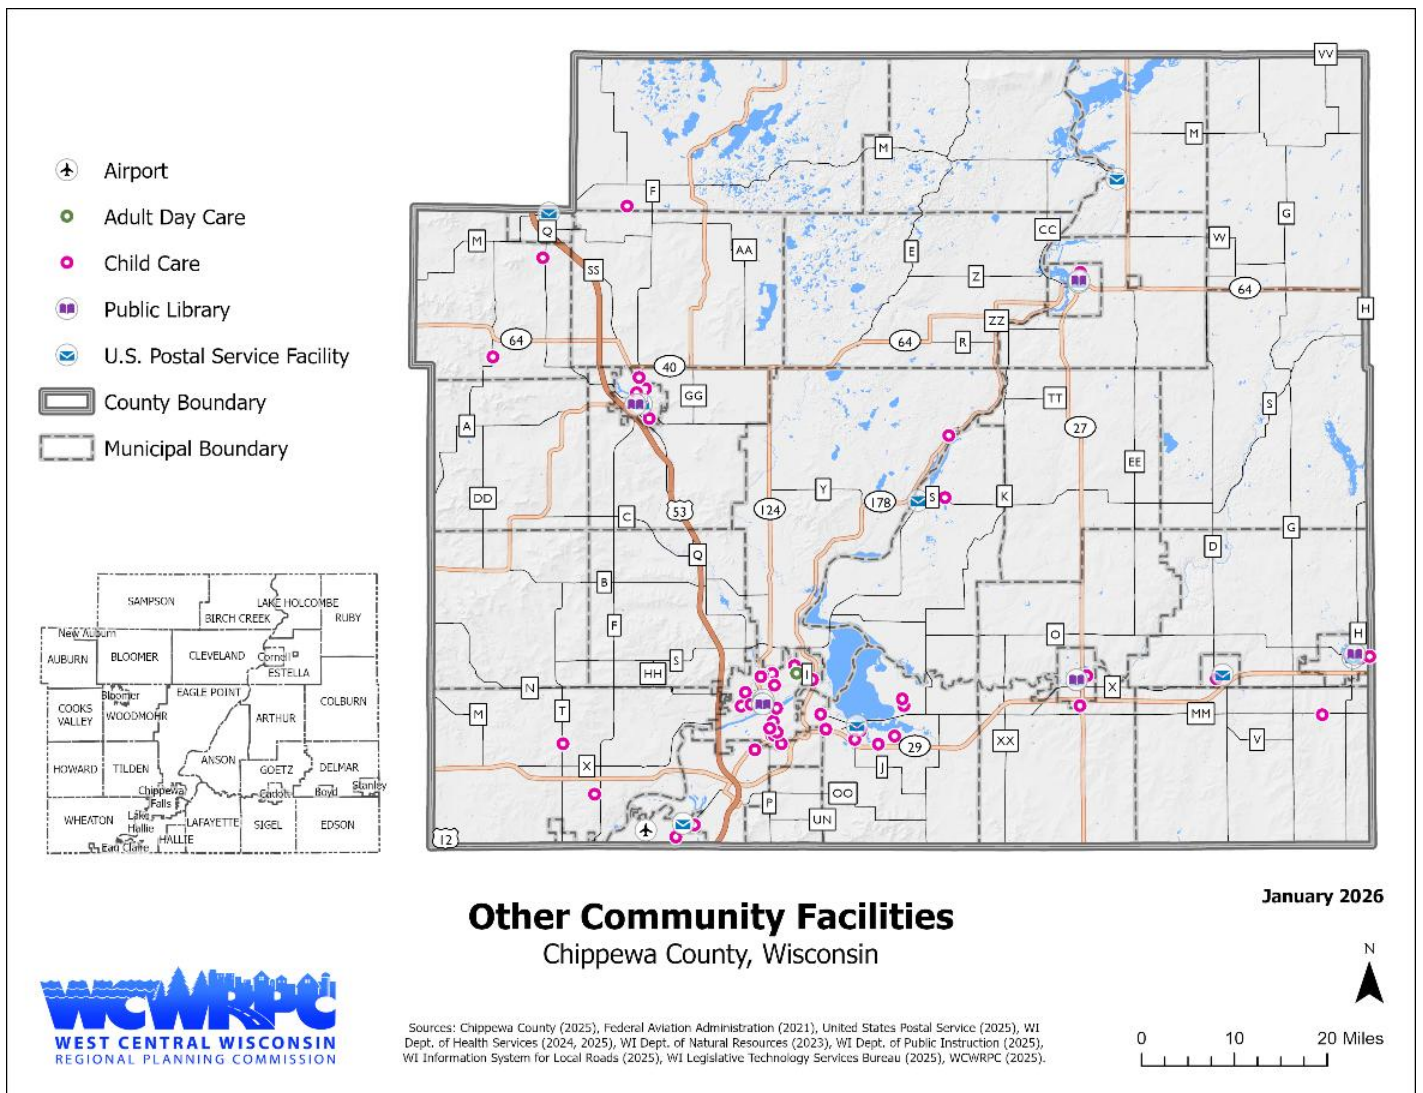 Airport
Adult Day Care
Child Care
Public Library
U.S. Postal Service Facility
County Boundary
Municipal Boundary
VV
M
M
F
G
Q
M
CC
W
AA
E
SS
Z
64
H
ZZ
64
64
R
40
GG
TT
S
A
27
EE
DD
Y
178
S
K
124
53
C
G
Q
D
B
F
O
H
S
HH
I
N
X
M
T
MM
29
XX
V
X
J
OO
P
UN
12
SAMPSON
LAKE HOLCOMBE
BIRCH CREEK
RUBY
New Auburn
AUBURN
BLOOMER
CLEVELAND
Cornell
ESTELLA
Bloomer
EAGLE POINT
COLBURN
COOKS
VALLEY
WOODMOHR
ARTHUR
ANSON
HOWARD
TILDEN
GOETZ
DELMAR
Chippewa
Falls
Cadott
Boyd
Stanley
WHEATON
Lake
Hallie
LAFAYETTE
SIGEL
EDSON
HALLIE
Eau Claire
January 2026
Other Community Facilities
Chippewa County, Wisconsin
N
WCWRPC
WEST CENTRAL WISCONSIN
REGIONAL PLANNING COMMISSION
Sources: Chippewa County (2025), Federal Aviation Administration (2021), United States Postal Service (2025), WI
Dept. of Health Services (2024, 2025), WI Dept. of Natural Resources (2023), WI Dept. of Public Instruction (2025),
WI Information System for Local Roads (2025), WI Legislative Technology Services Bureau (2025), WCWRPC (2025).
0 10 20 Miles